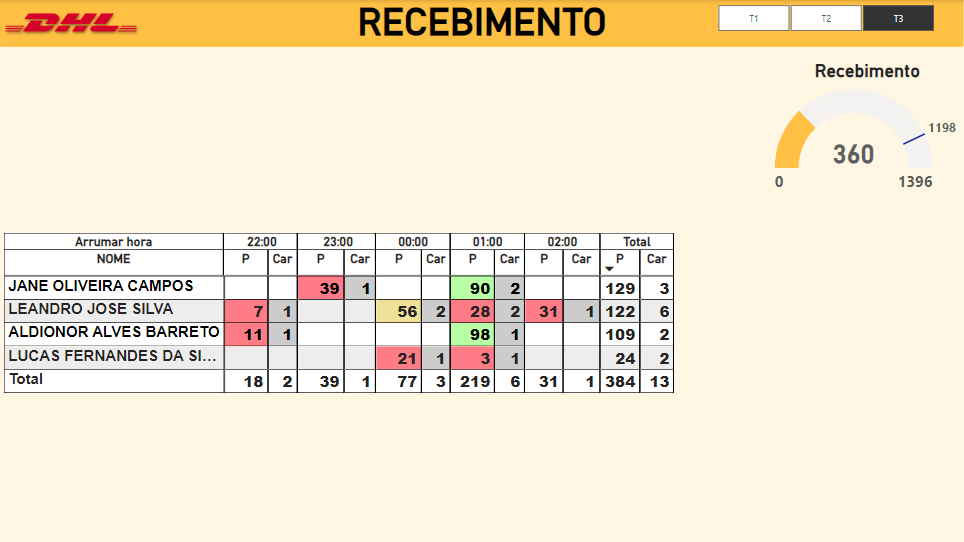 DHL RECEBIMENTO T1 T2 T3
Recebimento
1198
360
0 1396
Arrumar hora 22:00 23:00 00:00 01:00 02:00 Total
NOME P Car P Car P Car P Car P Car P Car
JANE OLIVEIRA CAMPOS 39 1 90 2 129 3
LEANDRO JOSE SILVA 7 1 56 2 28 2 31 1 122 6
ALDIONOR ALVES BARRETO 11 1 98 1 109 2
LUCAS FERNANDES DA SI... 21 1 3 1 24 2
Total 18 2 39 1 77 3 219 6 31 1 384 13